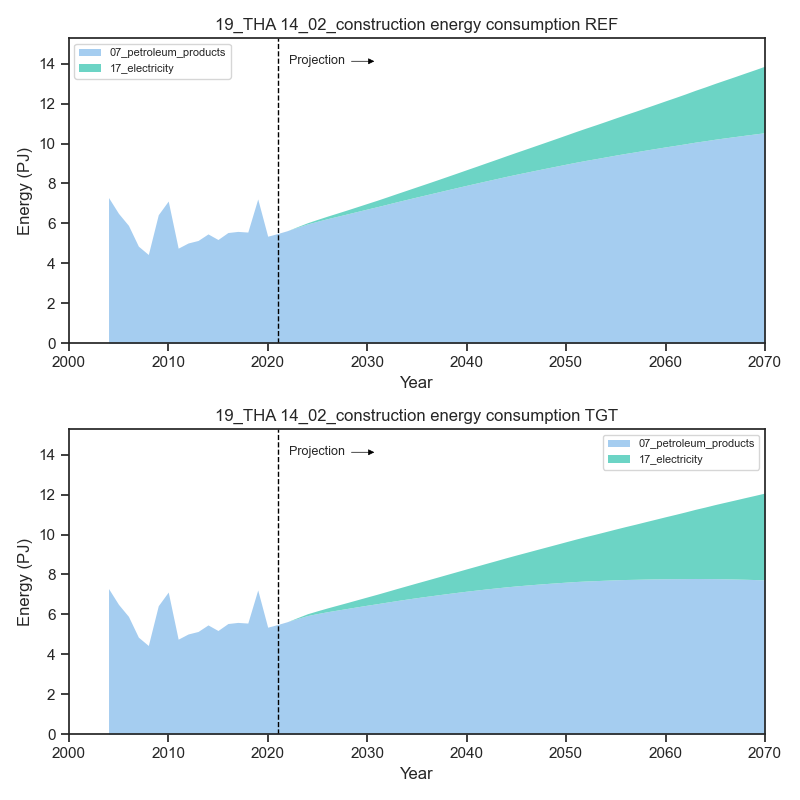 19_THA 14_02_construction energy consumption REF
07_petroleum_products
17_electricity
Projection
Energy (PJ)
14
12
10
8
6
4
2
0
2000 2010 2020 2030 2040 2050 2060 2070
Year
19_THA 14_02_construction energy consumption TGT
Projection
07_petroleum_products
17_electricity
Energy (PJ)
14
12
10
8
6
4
2
0
2000 2010 2020 2030 2040 2050 2060 2070
Year